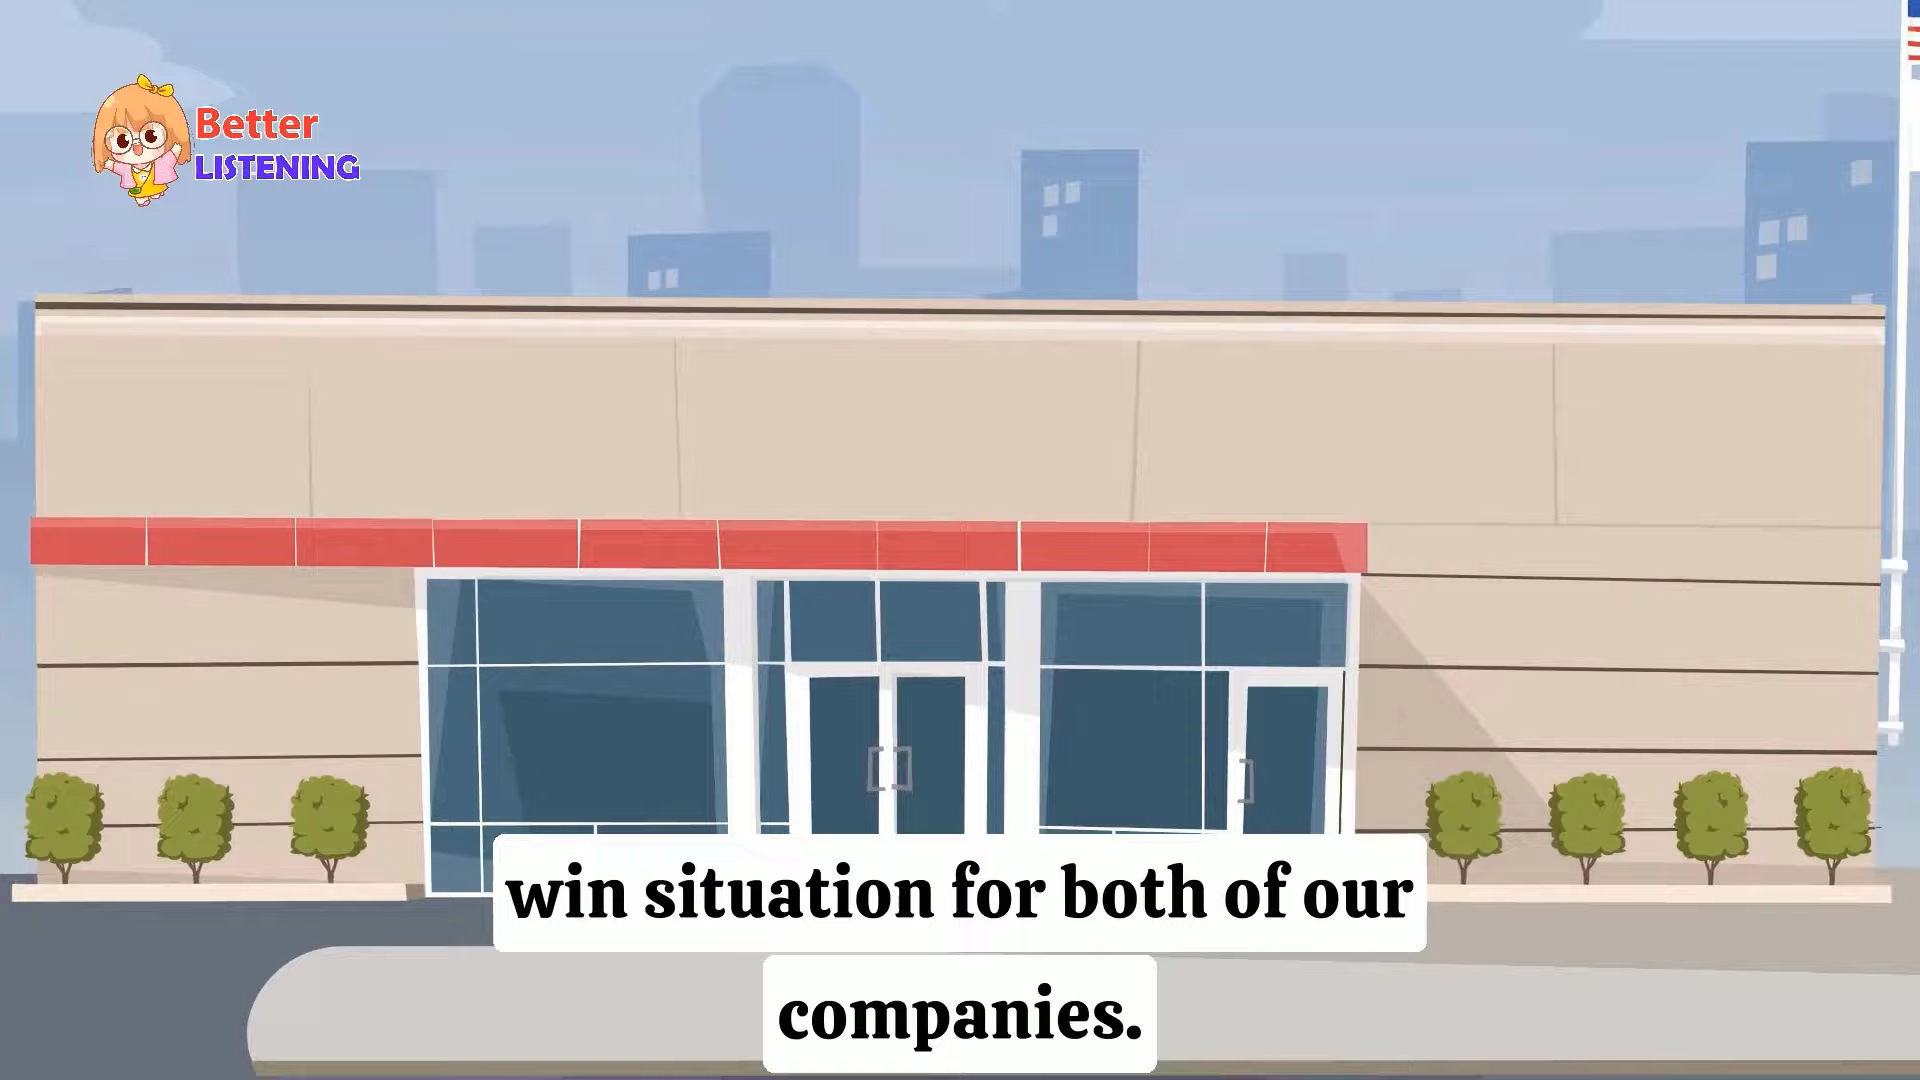 Better
LISTENING
win situation for both of our
companies.